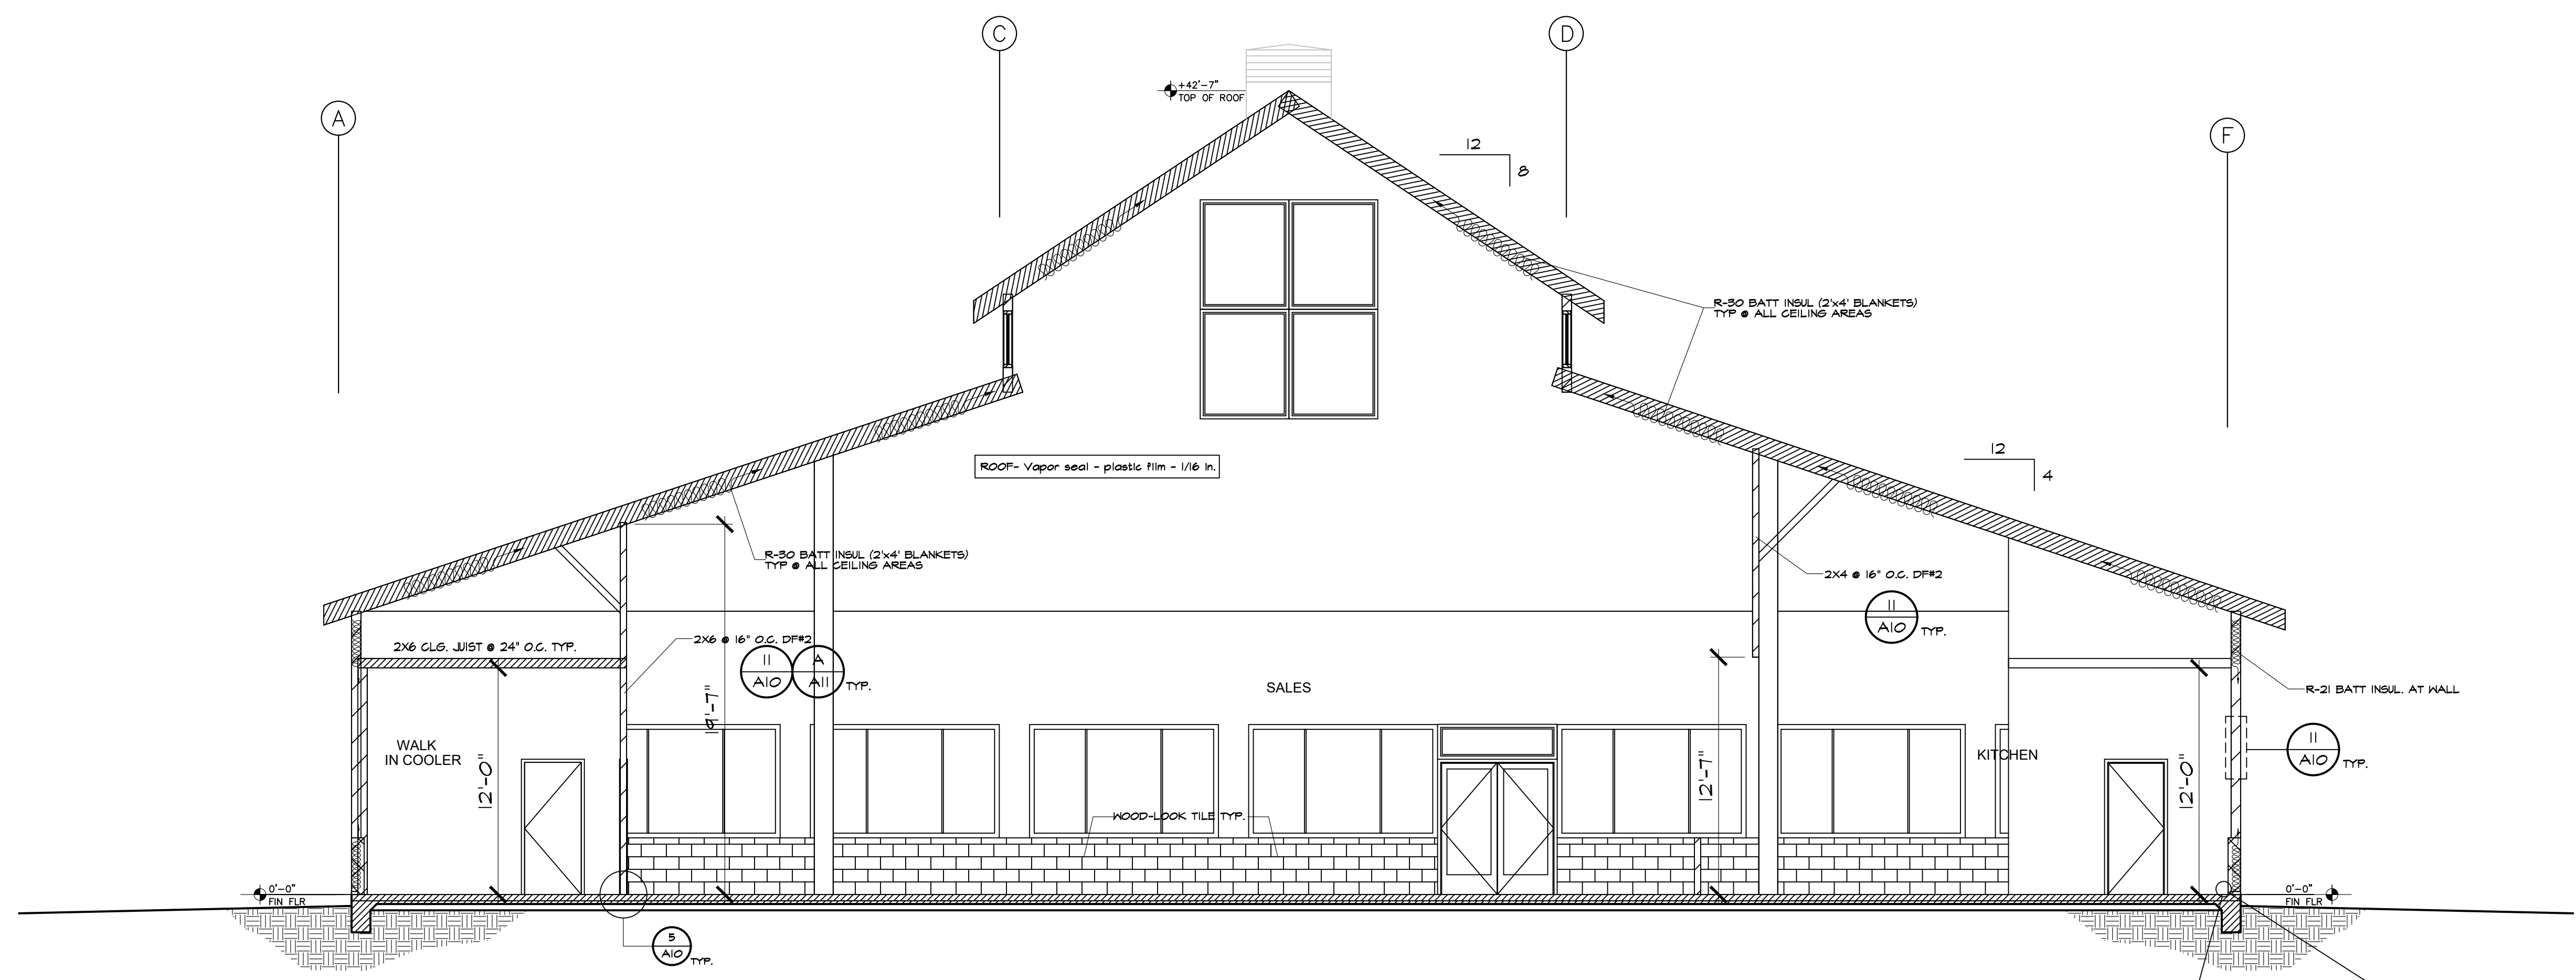 C
D
A
F
+42'-7"
TOP OF ROOF
12
8
R-30 BATT INSUL (2'x4' BLANKETS)
TYP @ ALL CEILING AREAS
12
4
ROOF- Vapor seal - plastic film - 1/16 in.
R-30 BATT INSUL (2'x4' BLANKETS)
TYP @ ALL CEILING AREAS
2X4 @ 16" O.C. DF#2
11
A10
TYP.
2X6 CLG. JUIST @ 24" O.C. TYP.
2X6 @ 16" O.C. DF#2
11
A10
A
A11
TYP.
SALES
R-21 BATT INSUL. AT WALL
19'-7"
WALK
IN COOLER
12'-0"
12'-7"
KITCHEN
12'-0"
11
A10
TYP.
WOOD-LOOK TILE TYP.
0'-0"
FIN FLR
0'-0"
FIN FLR
5
A10
TYP.